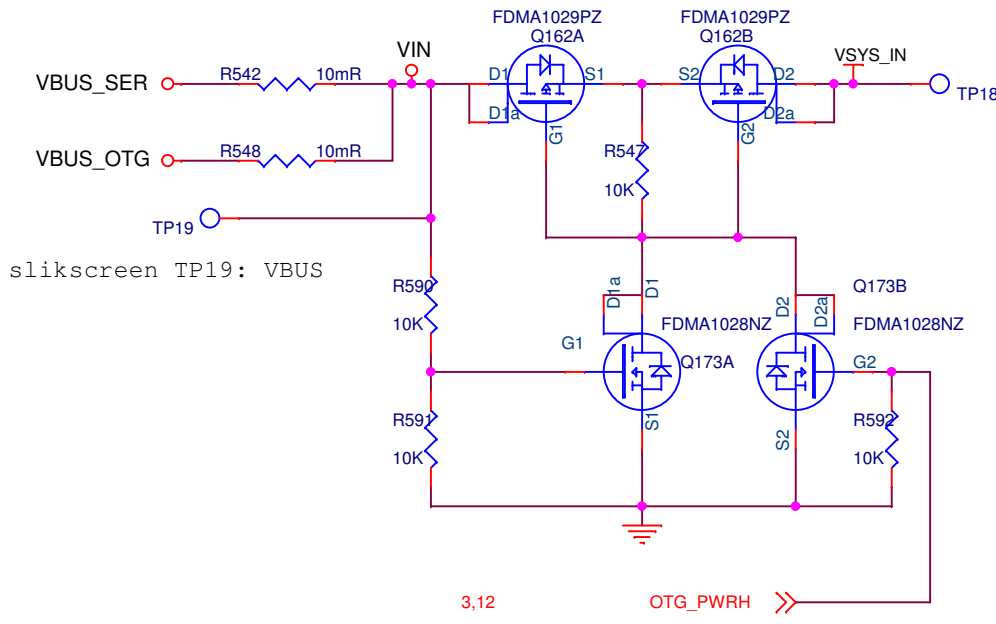 FDMA1029PZ FDMA1029PZ
Q162A Q162B
VIN VSYS_IN
VBUS_SER R542 10mR D1 S1 S2 D2 TP18
D1a D2a
G1 G2
VBUS_OTG R548 10mR R547
10K
TP19
slikscreen TP19: VBUS
R590 D1a D1 D2 D2a Q173B
10K FDMA1028NZ FDMA1028NZ
G1 Q173A G2
R591 S1 S2 R592
10K 10K
3,12 OTG_PWRH